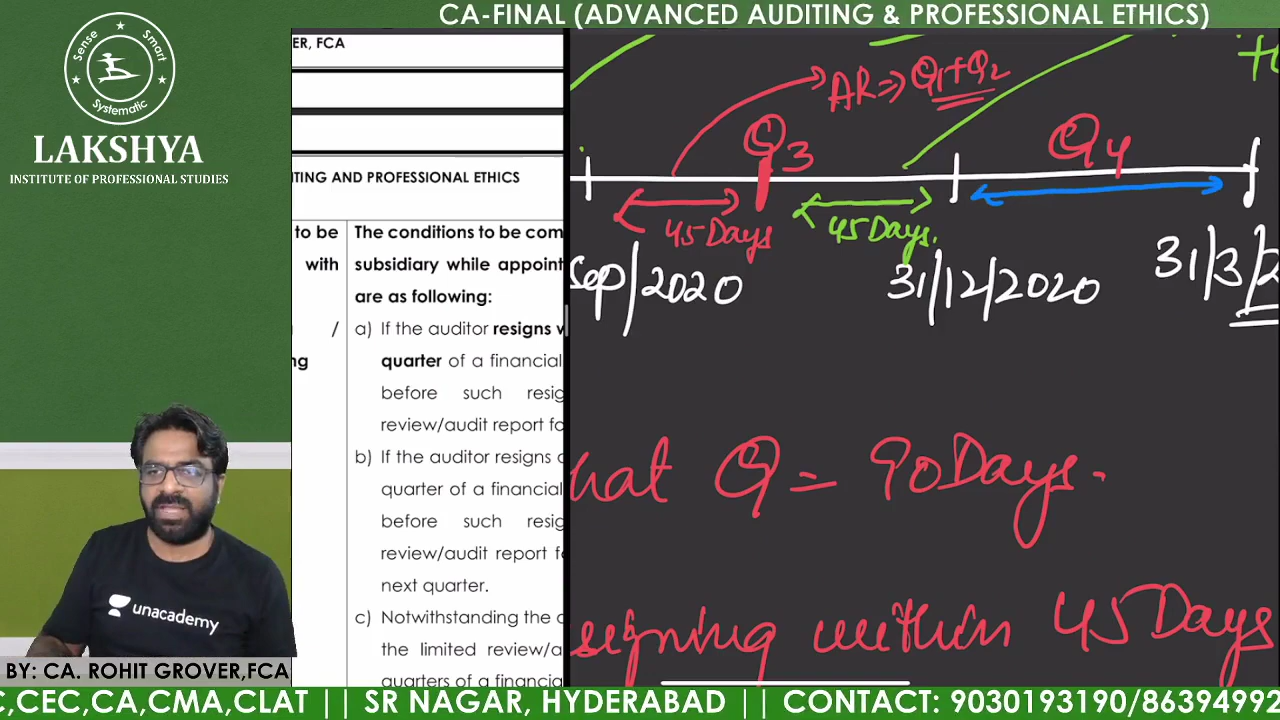 CA-FINAL (ADVANCED AUDITING & PROFESSIONAL ETHICS)
Sense
Smart
Systematic
LAKSHYA
INSTITUTE OF PROFESSIONAL STUDIES
ER, FCA
TING AND PROFESSIONAL ETHICS
to be
with
/
ng
The conditions to be com
subsidiary while appoint
are as following:
a) If the auditor resigns w
quarter of a financial
before such resig
review/audit report fo
b) If the auditor resigns a
quarter of a financial
before such resig
review/audit report fo
next quarter.
c) Notwithstanding the a
the limited review/a
quarters of a financia
AR ⇒ Q1+Q2
Q3
Q4
45 Days
45 Days.
sep/2020
31/12/2020
31/3/2
hat Q = 90 Days.
signing within 45 Days
unacademy
BY: CA. ROHIT GROVER,FCA
C,CEC,CA,CMA,CLAT || SR NAGAR, HYDERABAD || CONTACT: 9030193190/86394992